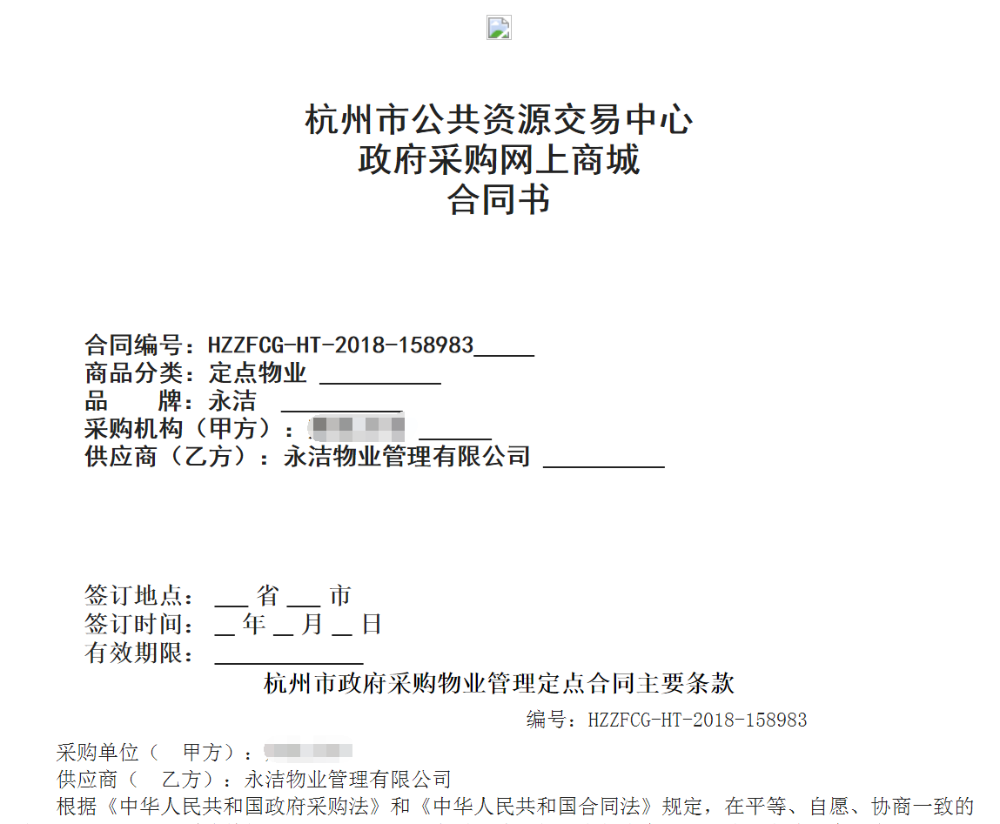 杭州市公共资源交易中心
政府采购网上商城
合同书
合同编号：HZZFCG-HT-2018-158983
商品分类：定点物业
品　　牌：永洁
采购机构（甲方）：
供应商（乙方）：永洁物业管理有限公司
签订地点： ___ 省 ___ 市
签订时间： __ 年 __ 月 __ 日
有效期限：
杭州市政府采购物业管理定点合同主要条款
编号：HZZFCG-HT-2018-158983
采购单位（　甲方）：
供应商（　乙方）：永洁物业管理有限公司
根据《中华人民共和国政府采购法》和《中华人民共和国合同法》规定，在平等、自愿、协商一致的